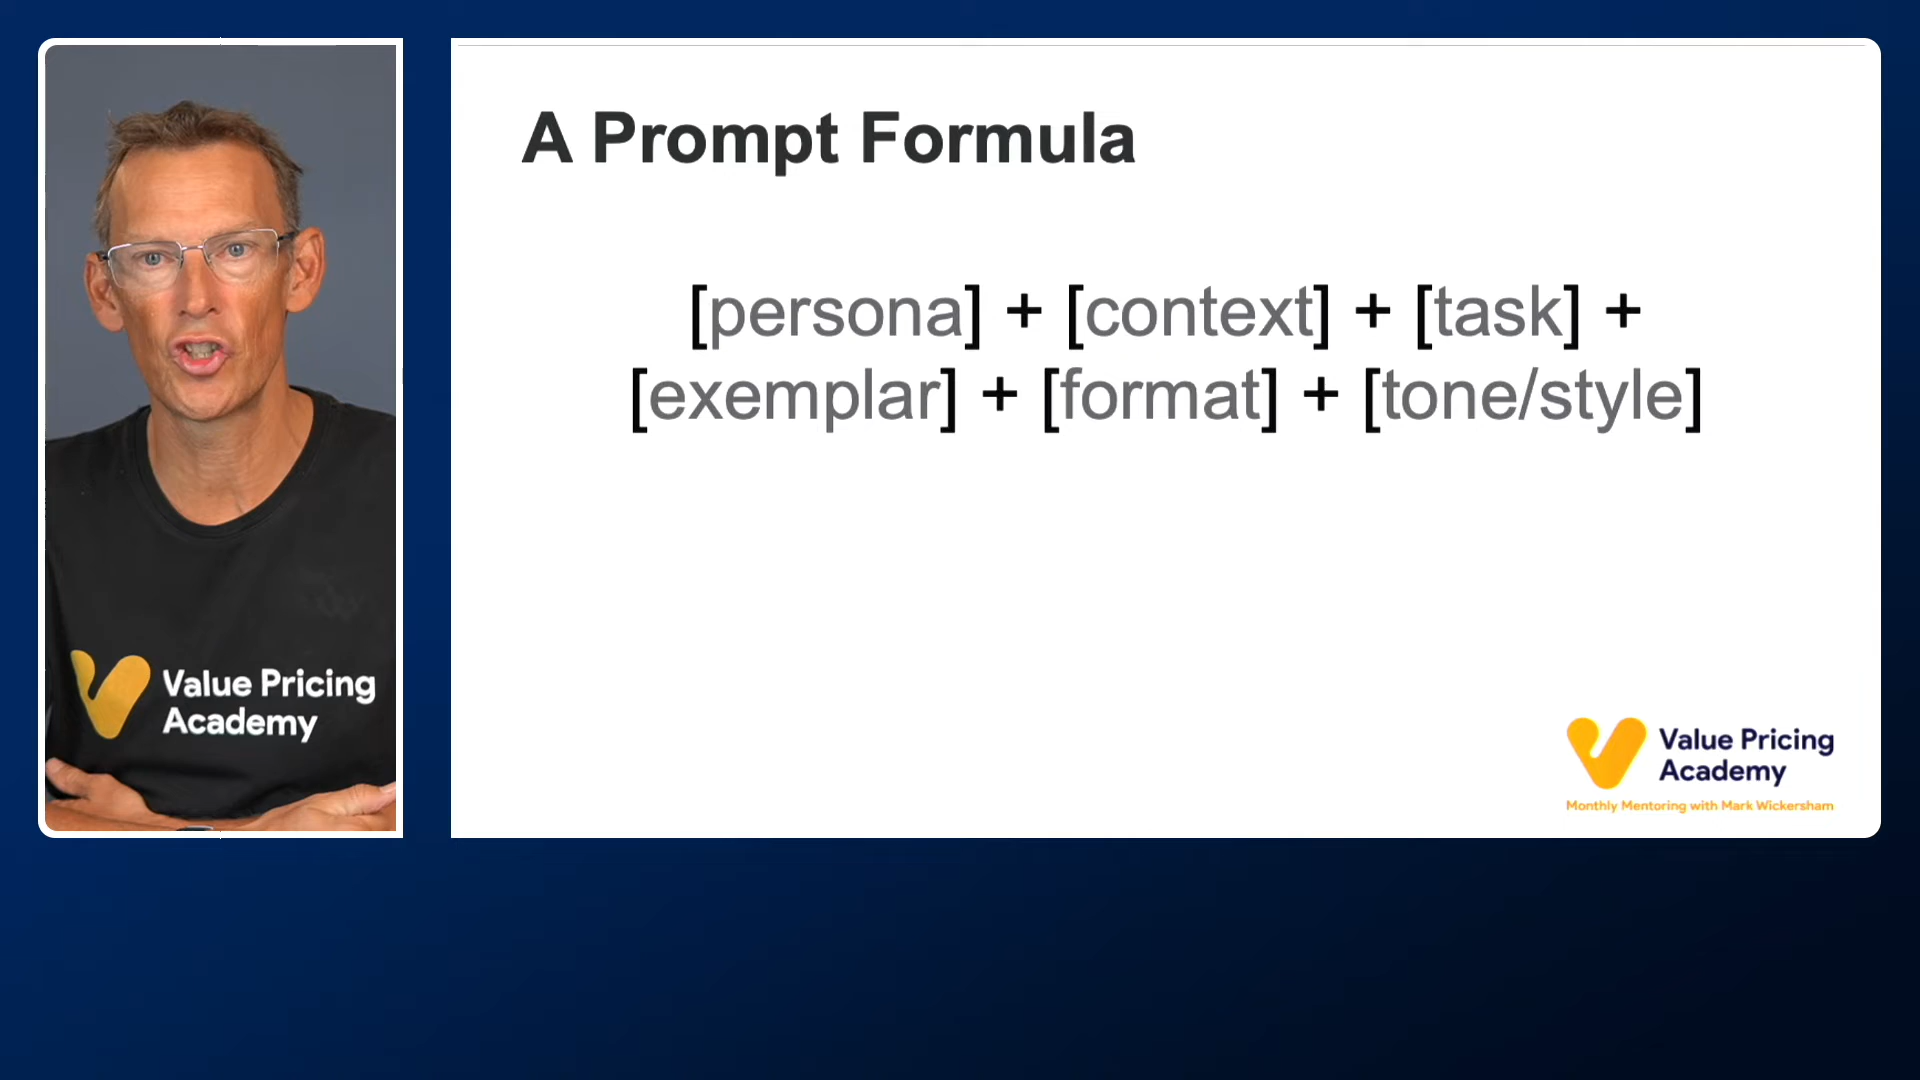 A Prompt Formula
[persona] + [context] + [task] +
[exemplar] + [format] + [tone/style]
Value Pricing
Academy
Value Pricing
Academy
Monthly Mentoring with Mark Wickersham